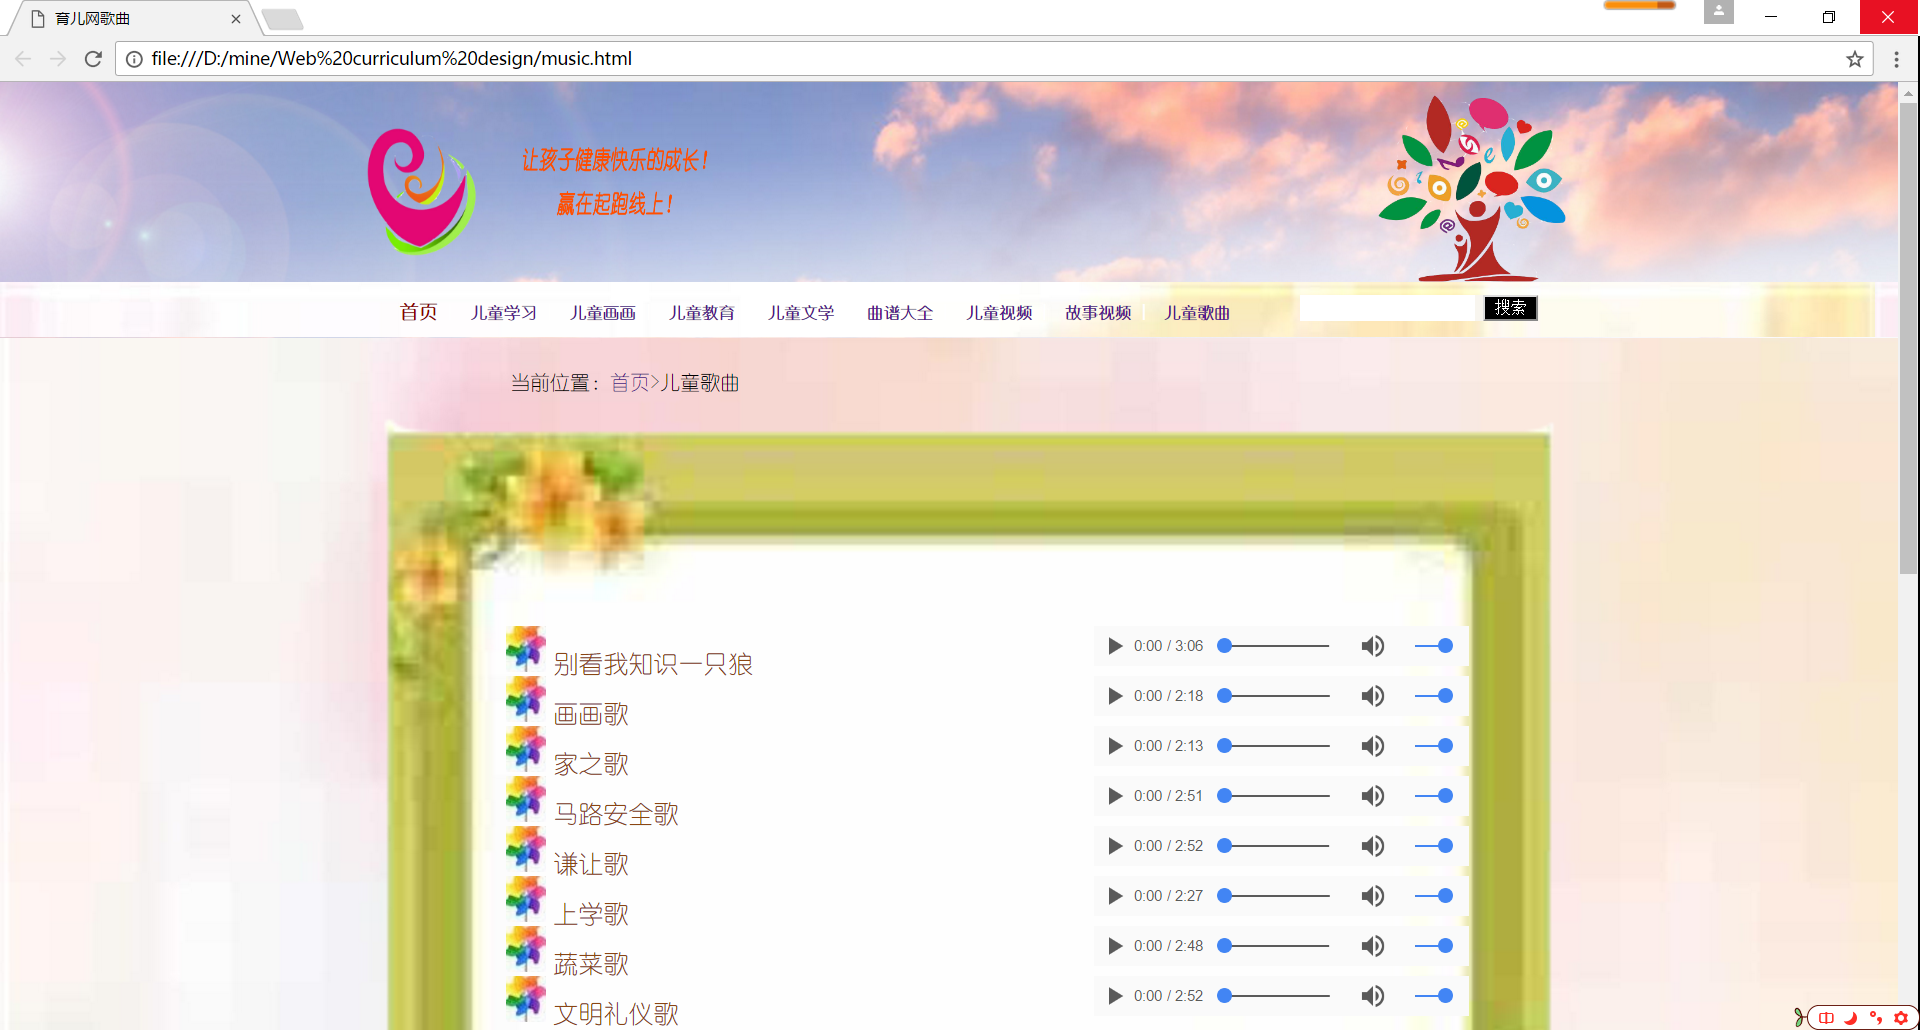 育儿网歌曲
file:///D:/mine/Web%20curriculum%20design/music.html
让孩子健康快乐的成长！
赢在起跑线上！
首页 儿童学习 儿童画画 儿童教育 儿童文学 曲谱大全 儿童视频 故事视频 儿童歌曲 搜索
当前位置：首页>儿童歌曲
别看我知识一只狼 0:00 / 3:06
画画歌 0:00 / 2:18
家之歌 0:00 / 2:13
马路安全歌 0:00 / 2:51
谦让歌 0:00 / 2:52
上学歌 0:00 / 2:27
蔬菜歌 0:00 / 2:48
文明礼仪歌 0:00 / 2:52